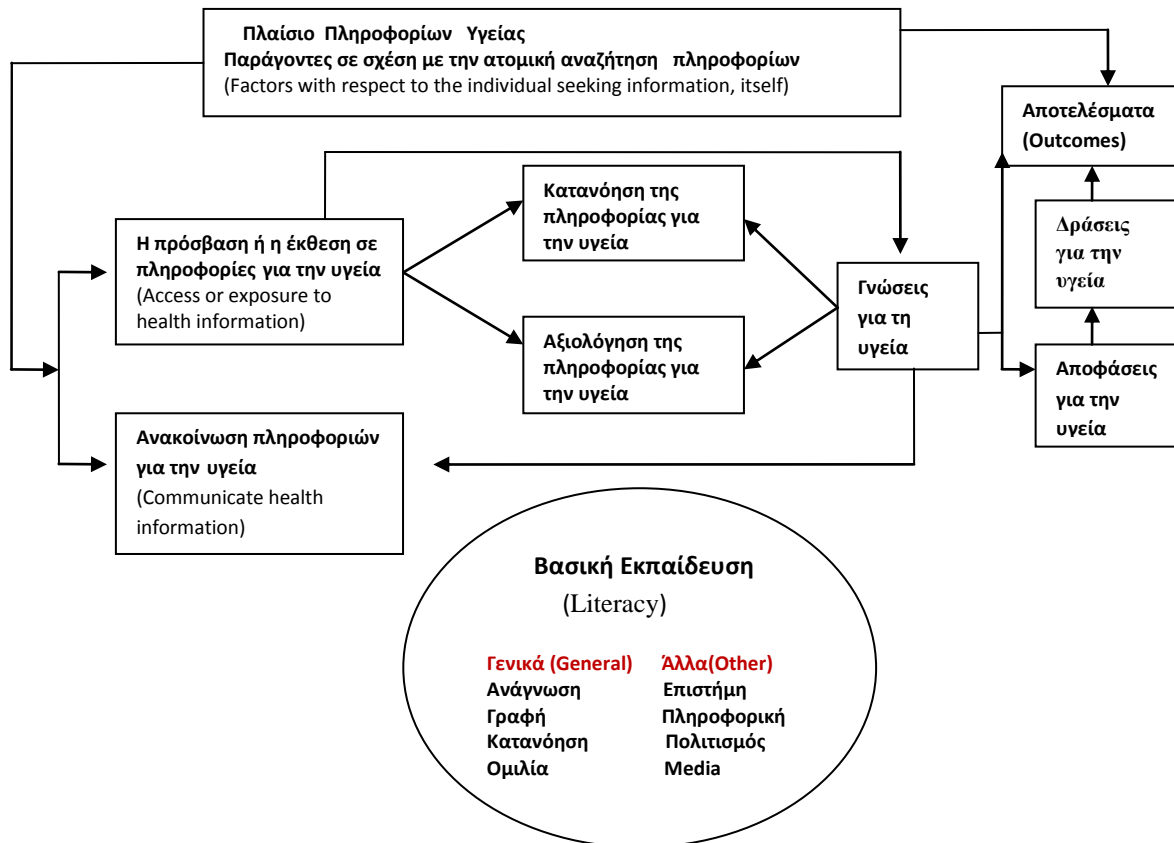 Πλαίσιο Πληροφορίων Υγείας
Παράγοντες σε σχέση με την ατομική αναζήτηση πληροφορίων
(Factors with respect to the individual seeking information, itself)
Αποτελέσματα
(Outcomes)
Κατανόηση της
πληροφορίας για
την υγεία
Η πρόσβαση ή η έκθεση σε
πληροφορίες για την υγεία
(Access or exposure to
health information)
Δράσεις
για την
υγεία
Γνώσεις
για τη
υγεία
Αξιολόγηση της
πληροφορίας για
την υγεία
Αποφάσεις
για την
υγεία
Ανακοίνωση πληροφοριών
για την υγεία
(Communicate health
information)
Βασική Εκπαίδευση
(Literacy)
Γενικά (General) Άλλα(Other)
Ανάγνωση Επιστήμη
Γραφή Πληροφορική
Κατανόηση Πολιτισμός
Ομιλία Media